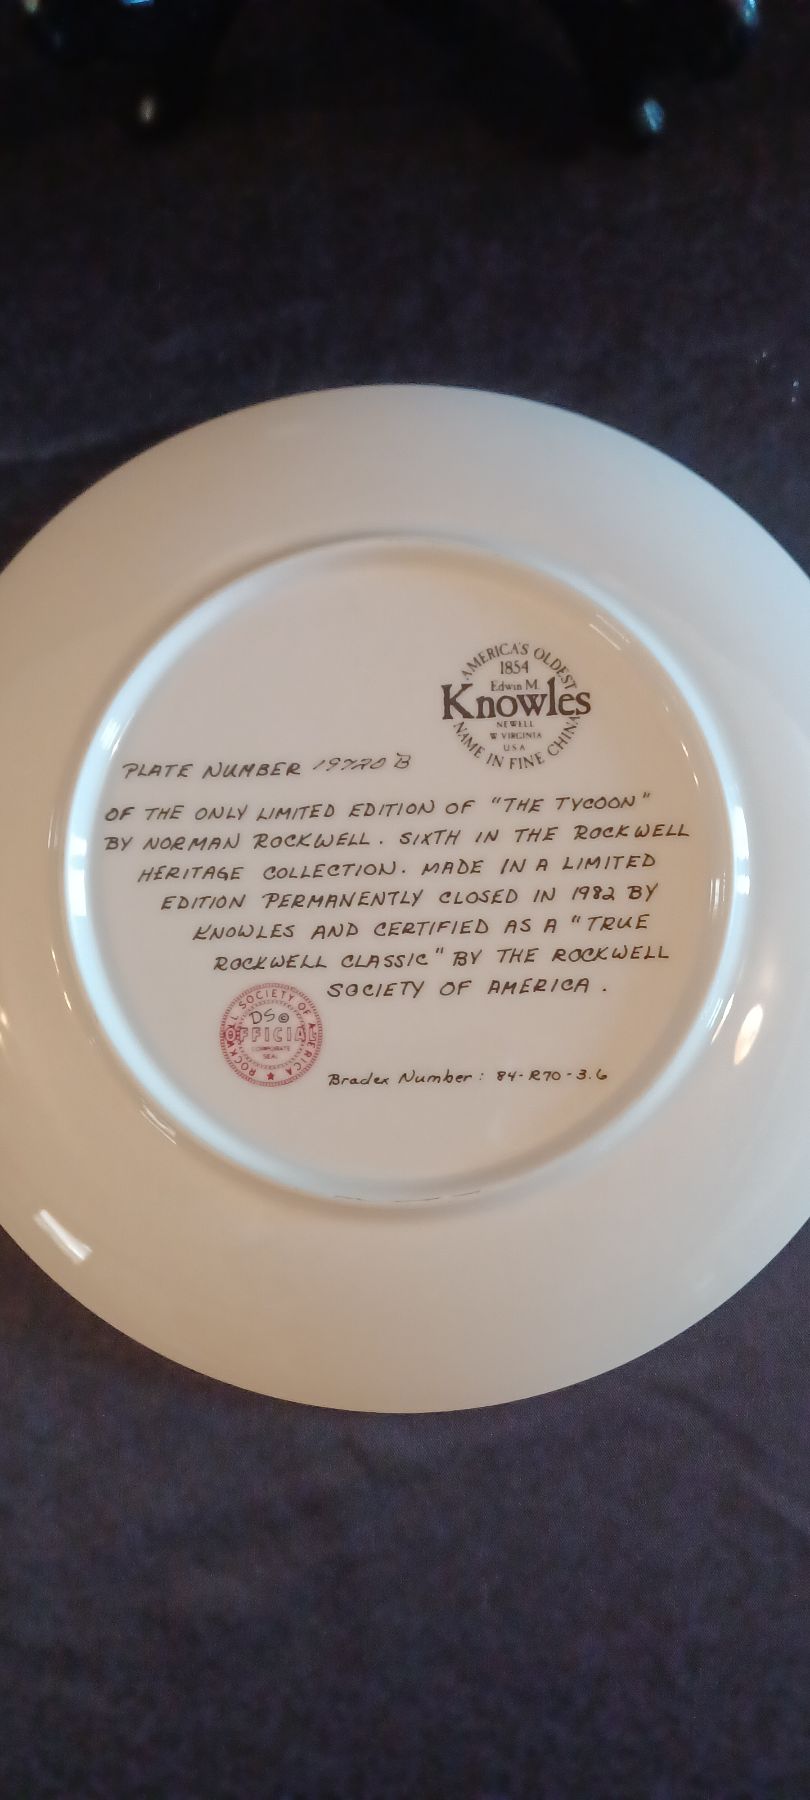 AMERICA'S OLDEST
1854
Edwin M.
Knowles
NEWELL
W VIRGINIA
USA
NAME IN FINE CHINA
PLATE NUMBER B
OF THE ONLY LIMITED EDITION OF "THE TYCOON"
BY NORMAN ROCKWELL. SIXTH IN THE ROCKWELL
HERITAGE COLLECTION. MADE IN A LIMITED
EDITION PERMANENTLY CLOSED IN 1982 BY
KNOWLES AND CERTIFIED AS A "TRUE
ROCKWELL CLASSIC" BY THE ROCKWELL
SOCIETY OF AMERICA.
ROCKWELL SOCIETY OF AMERICA
DS©
OFFICIAL
CORPORATE
SEAL
Bradex Number: 84-R70-3.6